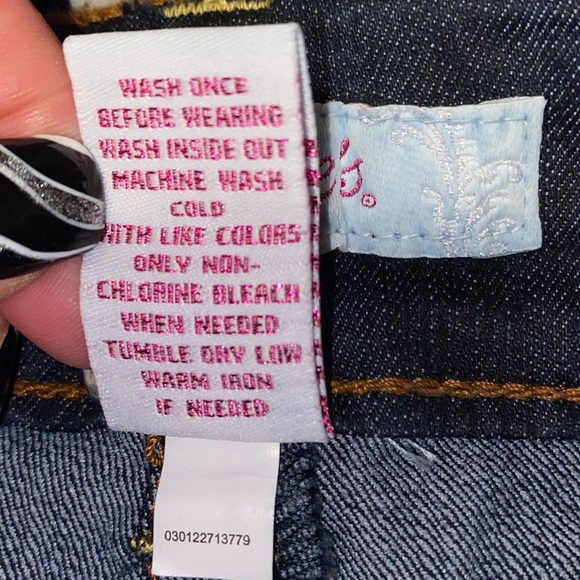 WASH ONCE
BEFORE WEARING
WASH INSIDE OUT
MACHINE WASH
COLD
WITH LIKE COLORS
ONLY NON-
CHLORINE BLEACH
WHEN NEEDED
TUMBLE DRY LOW
WARM IRON
IF NEEDED
030122713779